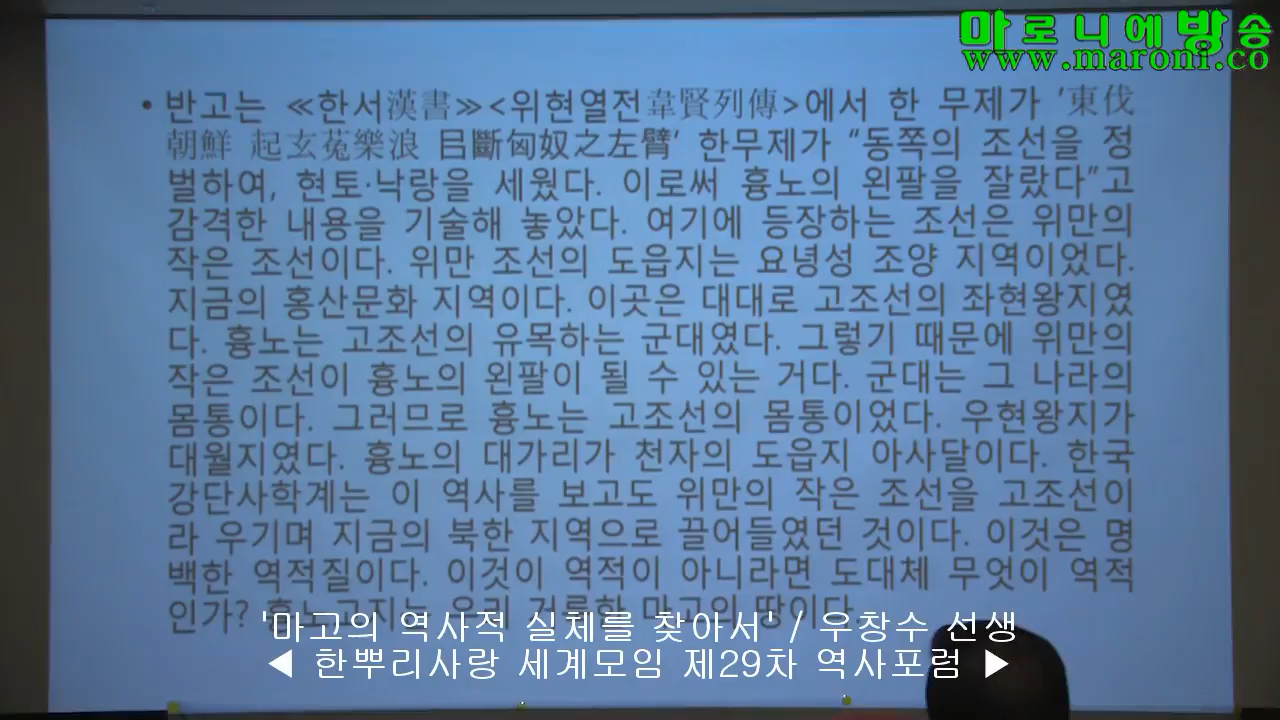 마로니에방송
www.maroni.co
• 반고는 ≪한서漢書≫<위현열전韋賢列傳>에서 한 무제가 '東伐
朝鮮 起玄菟樂浪 㠯斷匈奴之左臂' 한무제가 "동쪽의 조선을 정
벌하여, 현토·낙랑을 세웠다. 이로써 흉노의 왼팔을 잘랐다"고
감격한 내용을 기술해 놓았다. 여기에 등장하는 조선은 위만의
작은 조선이다. 위만 조선의 도읍지는 요녕성 조양 지역이었다.
지금의 홍산문화 지역이다. 이곳은 대대로 고조선의 좌현왕지였
다. 흉노는 고조선의 유목하는 군대였다. 그렇기 때문에 위만의
작은 조선이 흉노의 왼팔이 될 수 있는 거다. 군대는 그 나라의
몸통이다. 그러므로 흉노는 고조선의 몸통이었다. 우현왕지가
대월지였다. 흉노의 대가리가 천자의 도읍지 아사달이다. 한국
강단사학계는 이 역사를 보고도 위만의 작은 조선을 고조선이
라 우기며 지금의 북한 지역으로 끌어들였던 것이다. 이것은 명
백한 역적질이다. 이것이 역적이 아니라면 도대체 무엇이 역적
인가? 흉노고지는 우리 거룩한 마고의 땅이다.
'마고의 역사적 실체를 찾아서' / 우창수 선생
◀ 한뿌리사랑 세계모임 제29차 역사포럼 ▶